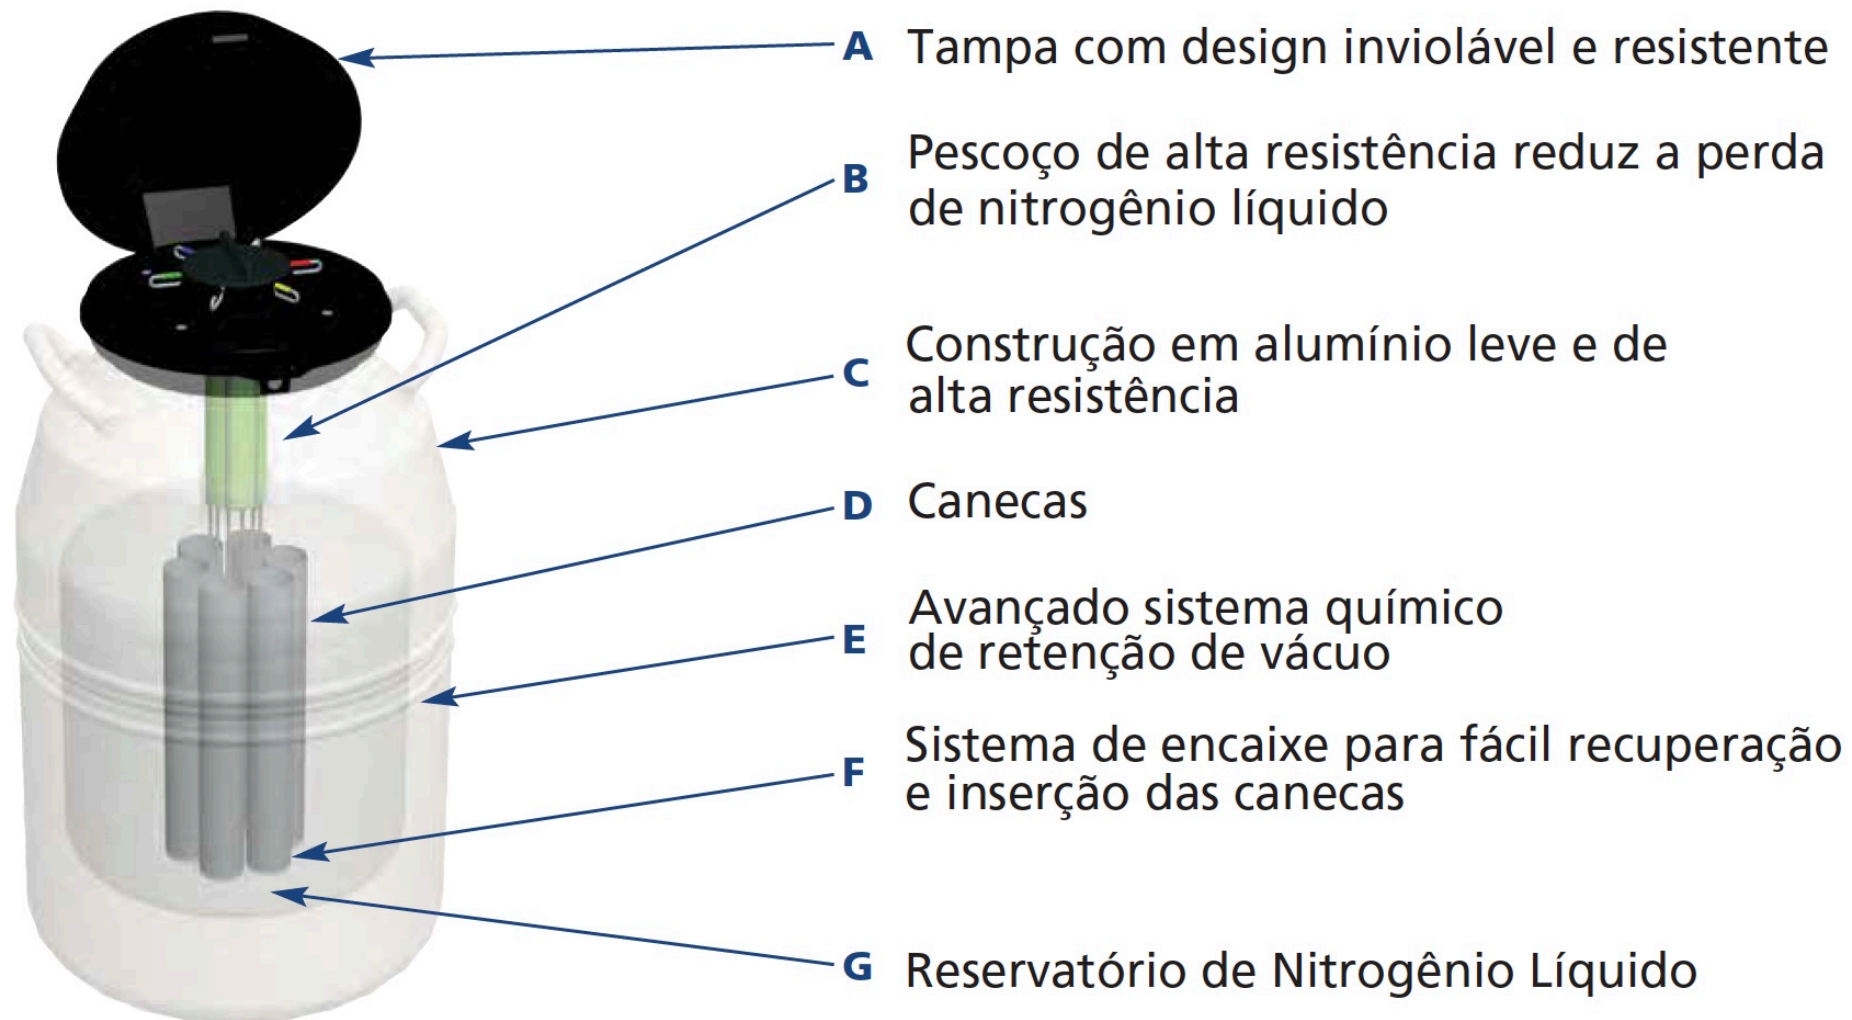 A Tampa com design inviolável e resistente
B Pescoço de alta resistência reduz a perda
de nitrogênio líquido
C Construção em alumínio leve e de
alta resistência
D Canecas
E Avançado sistema químico
de retenção de vácuo
F Sistema de encaixe para fácil recuperação
e inserção das canecas
G Reservatório de Nitrogênio Líquido